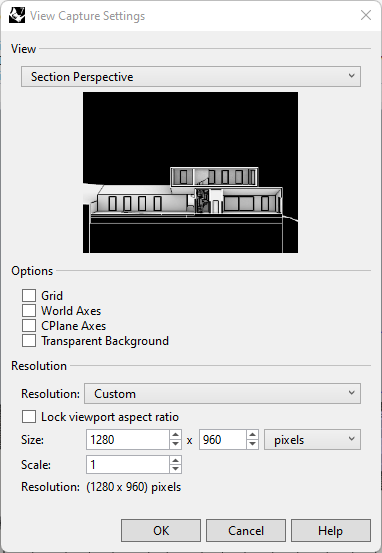 View Capture Settings
View
Section Perspective
Options
Grid
World Axes
CPlane Axes
Transparent Background
Resolution
Resolution: Custom
Lock viewport aspect ratio
Size: 1280 x 960 pixels
Scale: 1
Resolution: (1280 x 960) pixels
OK Cancel Help